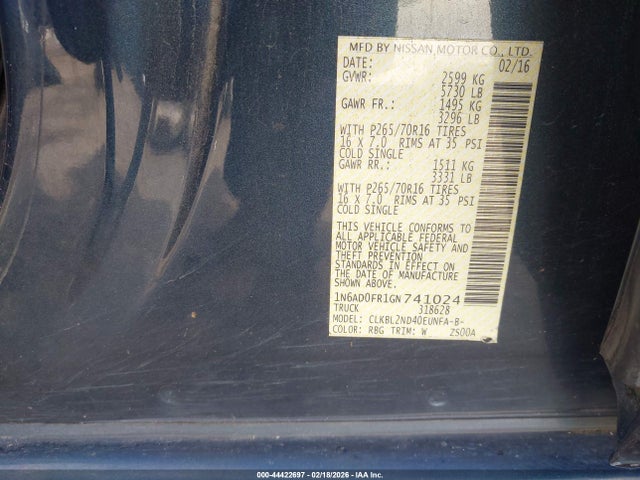 MFD BY NISSAN MOTOR CO., LTD.
DATE: 02/16
GVWR: 2599 KG
5730 LB
GAWR FR.: 1495 KG
3296 LB
WITH P265/70R16 TIRES
16 X 7.0 RIMS AT 35 PSI
COLD SINGLE
GAWR RR.: 1511 KG
3331 LB
WITH P265/70R16 TIRES
16 X 7.0 RIMS AT 35 PSI
COLD SINGLE
THIS VEHICLE CONFORMS TO
ALL APPLICABLE FEDERAL
MOTOR VEHICLE SAFETY AND
THEFT PREVENTION
STANDARDS IN EFFECT ON
THE DATE OF MANUFACTURE
SHOWN ABOVE.
1N6AD0FR1GN741024
TRUCK 318628
MODEL: CLKBL2ND40EUNFA-B-
COLOR: RBG TRIM: W ZS00A
000-44422697 - 02/18/2026 - IAA Inc.